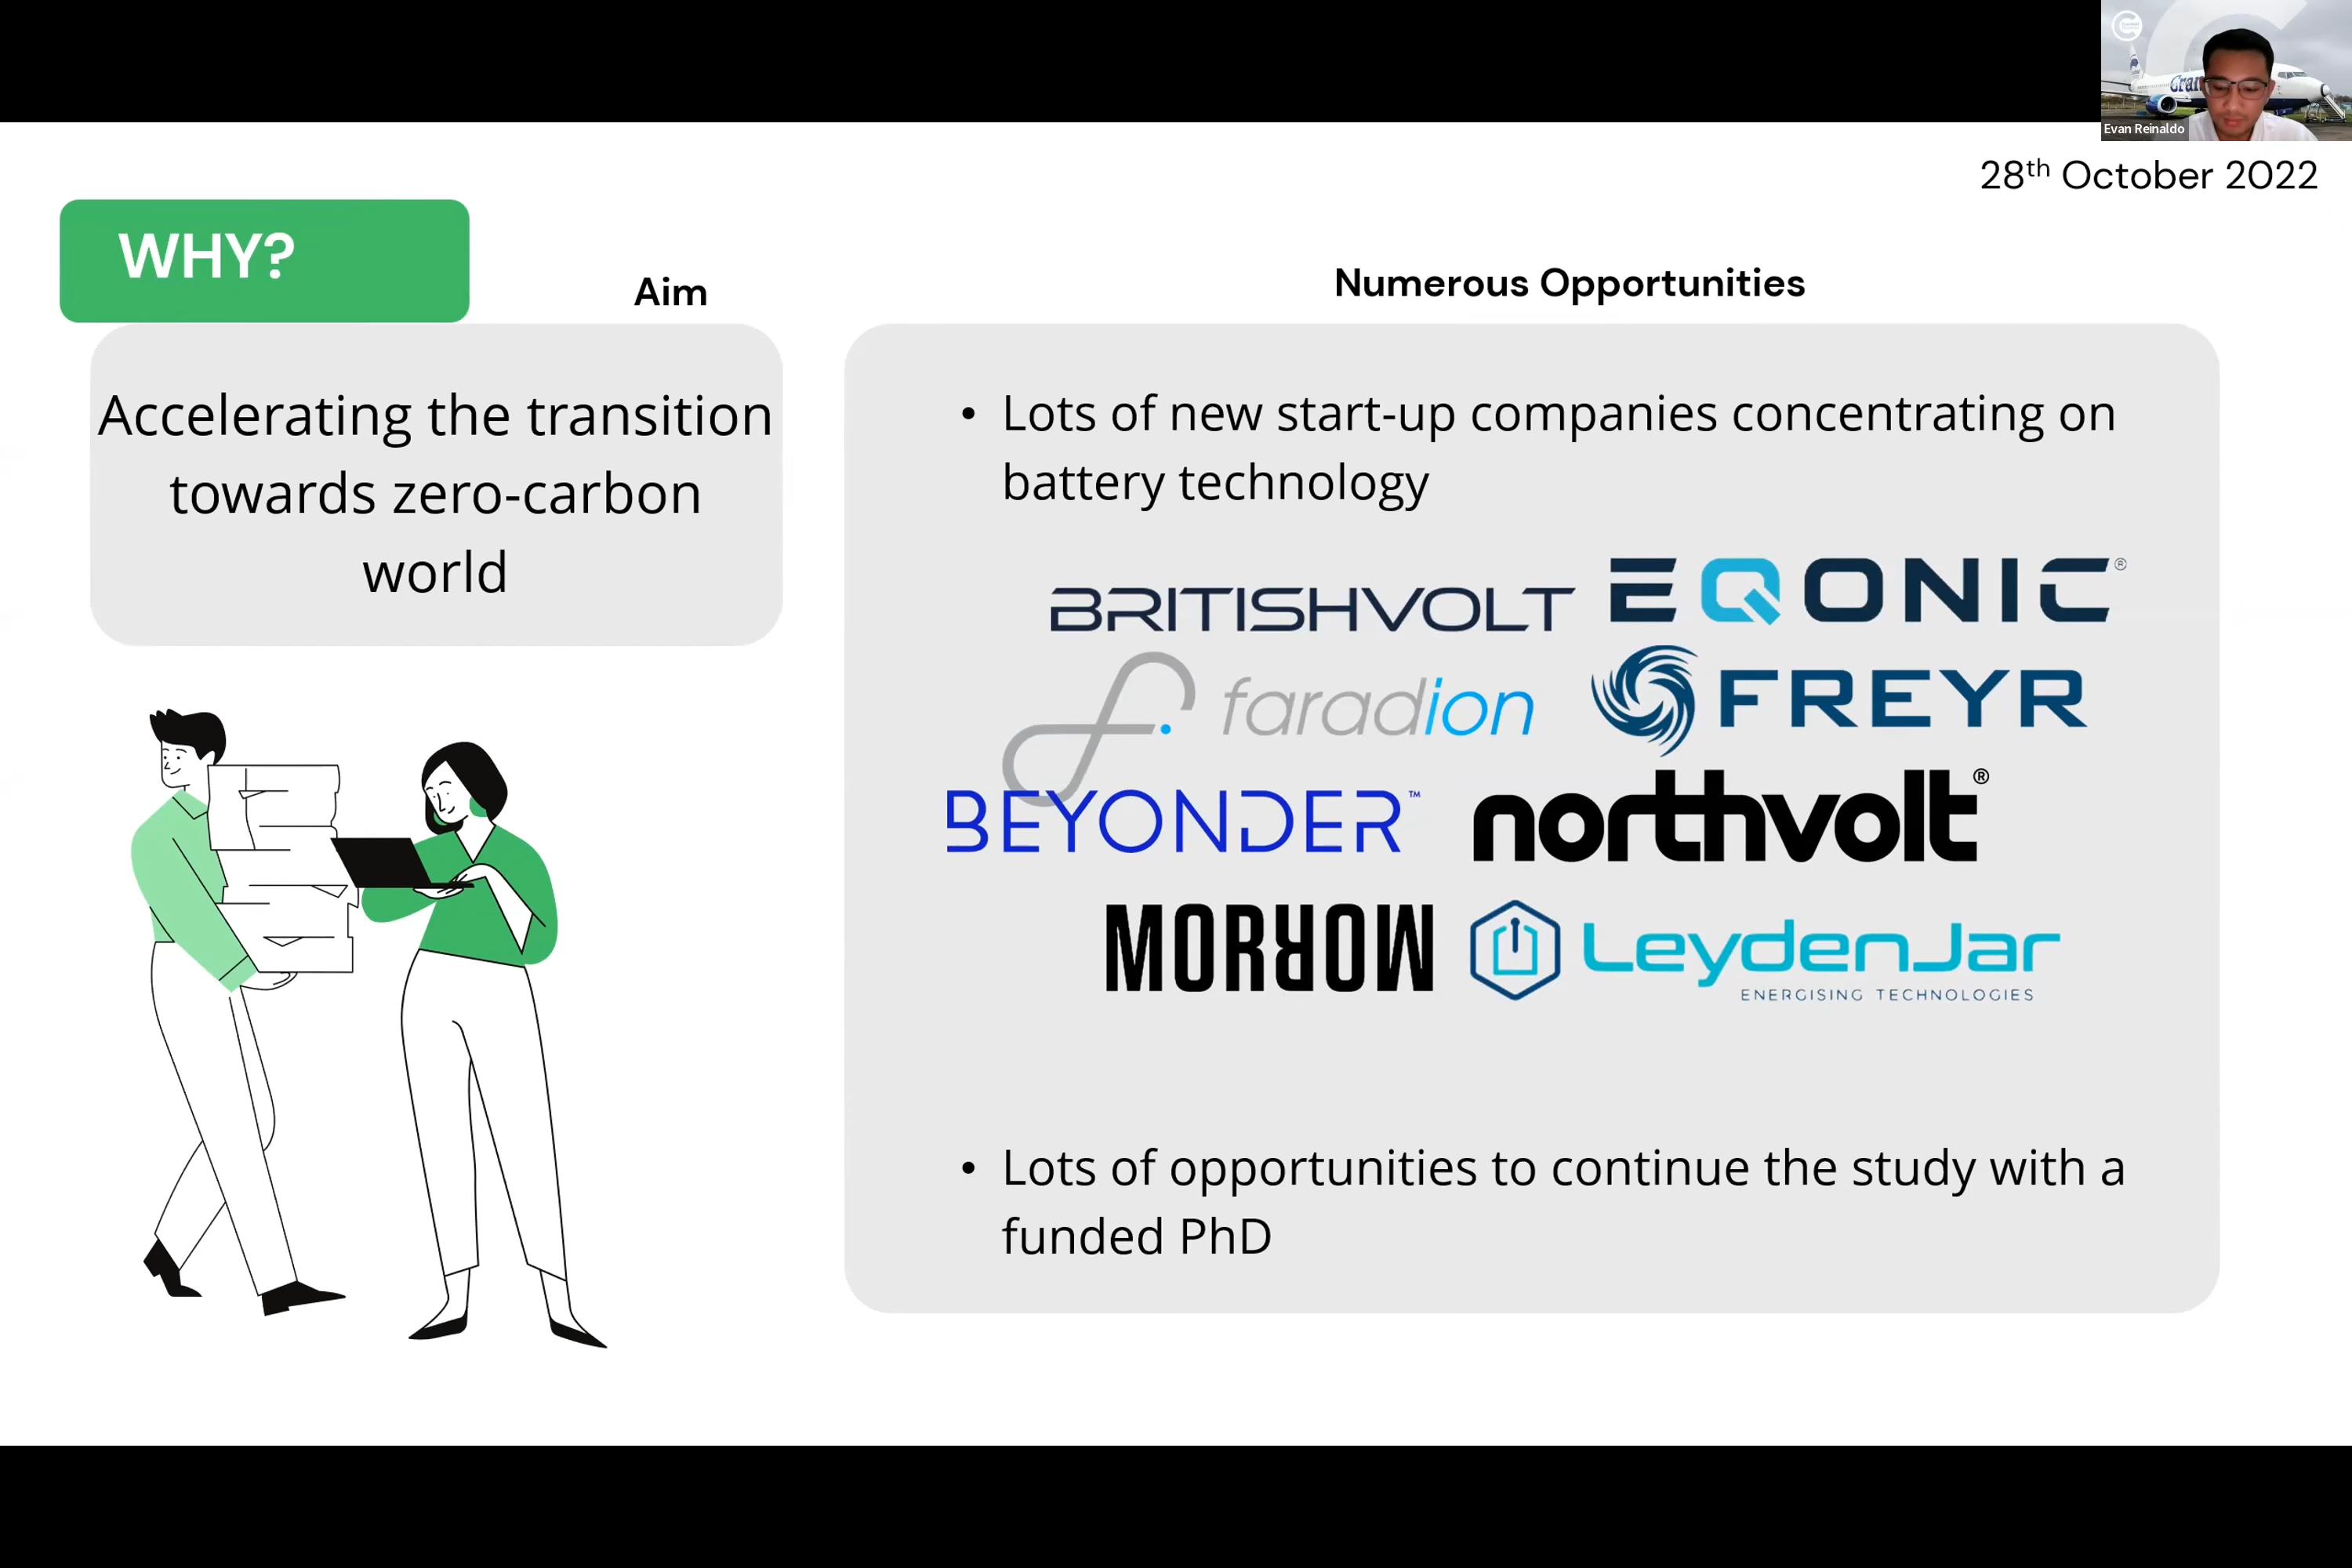 Evan Reinaldo
28th October 2022
WHY?
Aim
Accelerating the transition
towards zero-carbon
world
Numerous Opportunities
• Lots of new start-up companies concentrating on
battery technology
BRITISHVOLT
EQONIC®
faradion
FREYR
BEYONDER™
northvolt®
MORROW
LeydenJar
ENERGISING TECHNOLOGIES
• Lots of opportunities to continue the study with a
funded PhD